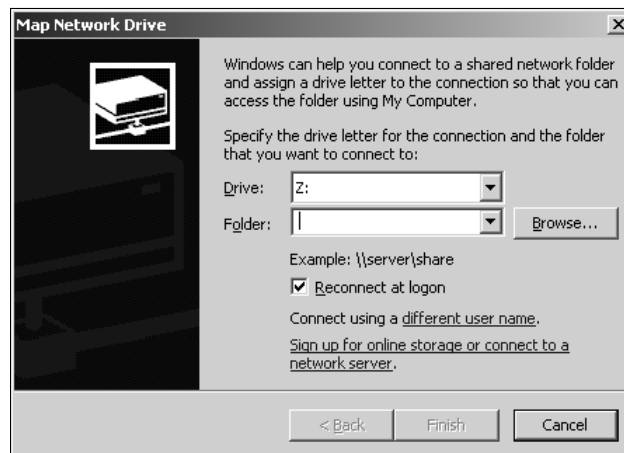 Map Network Drive
Windows can help you connect to a shared network folder
and assign a drive letter to the connection so that you can
access the folder using My Computer.
Specify the drive letter for the connection and the folder
that you want to connect to:
Drive: Z:
Folder: Browse...
Example: \\server\share
Reconnect at logon
Connect using a different user name.
Sign up for online storage or connect to a
network server.
< Back Finish Cancel